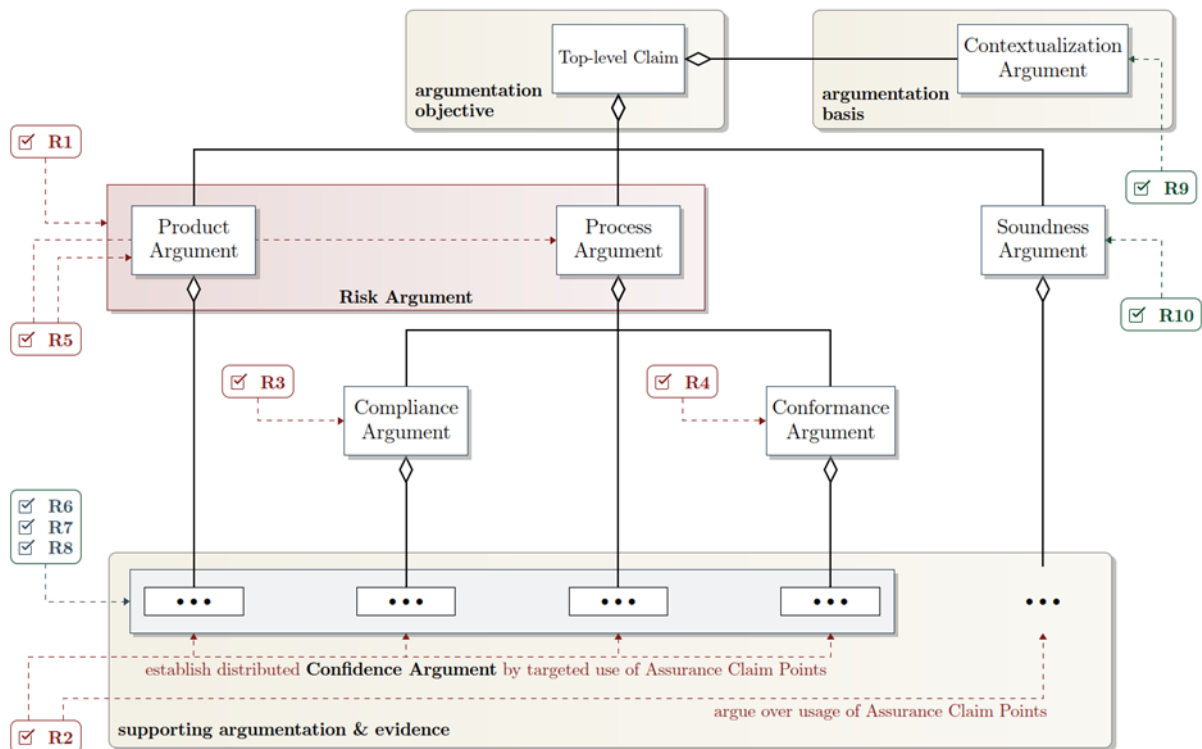 Top-level Claim
argumentation
objective
Contextualization
Argument
argumentation
basis
R1
R9
Product
Argument
Process
Argument
Soundness
Argument
Risk Argument
R5
R10
R3
R4
Compliance
Argument
Conformance
Argument
R6
R7
R8
•••
•••
•••
•••
•••
establish distributed Confidence Argument by targeted use of Assurance Claim Points
argue over usage of Assurance Claim Points
R2
supporting argumentation & evidence